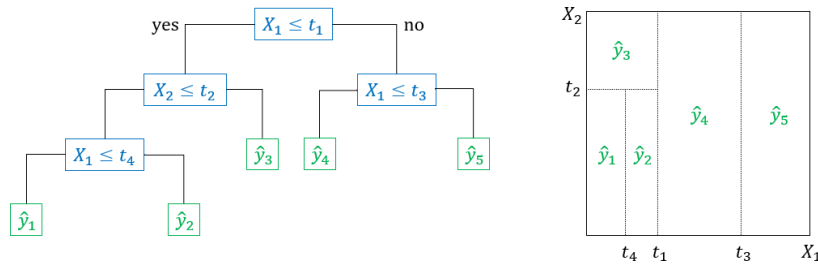 yes
X₁ ≤ t₁
no
X₂ ≤ t₂
X₁ ≤ t₃
X₁ ≤ t₄
ŷ₃
ŷ₄
ŷ₅
ŷ₁
ŷ₂
X₂
ŷ₃
t₂
ŷ₄
ŷ₅
ŷ₁
ŷ₂
t₄
t₁
t₃
X₁